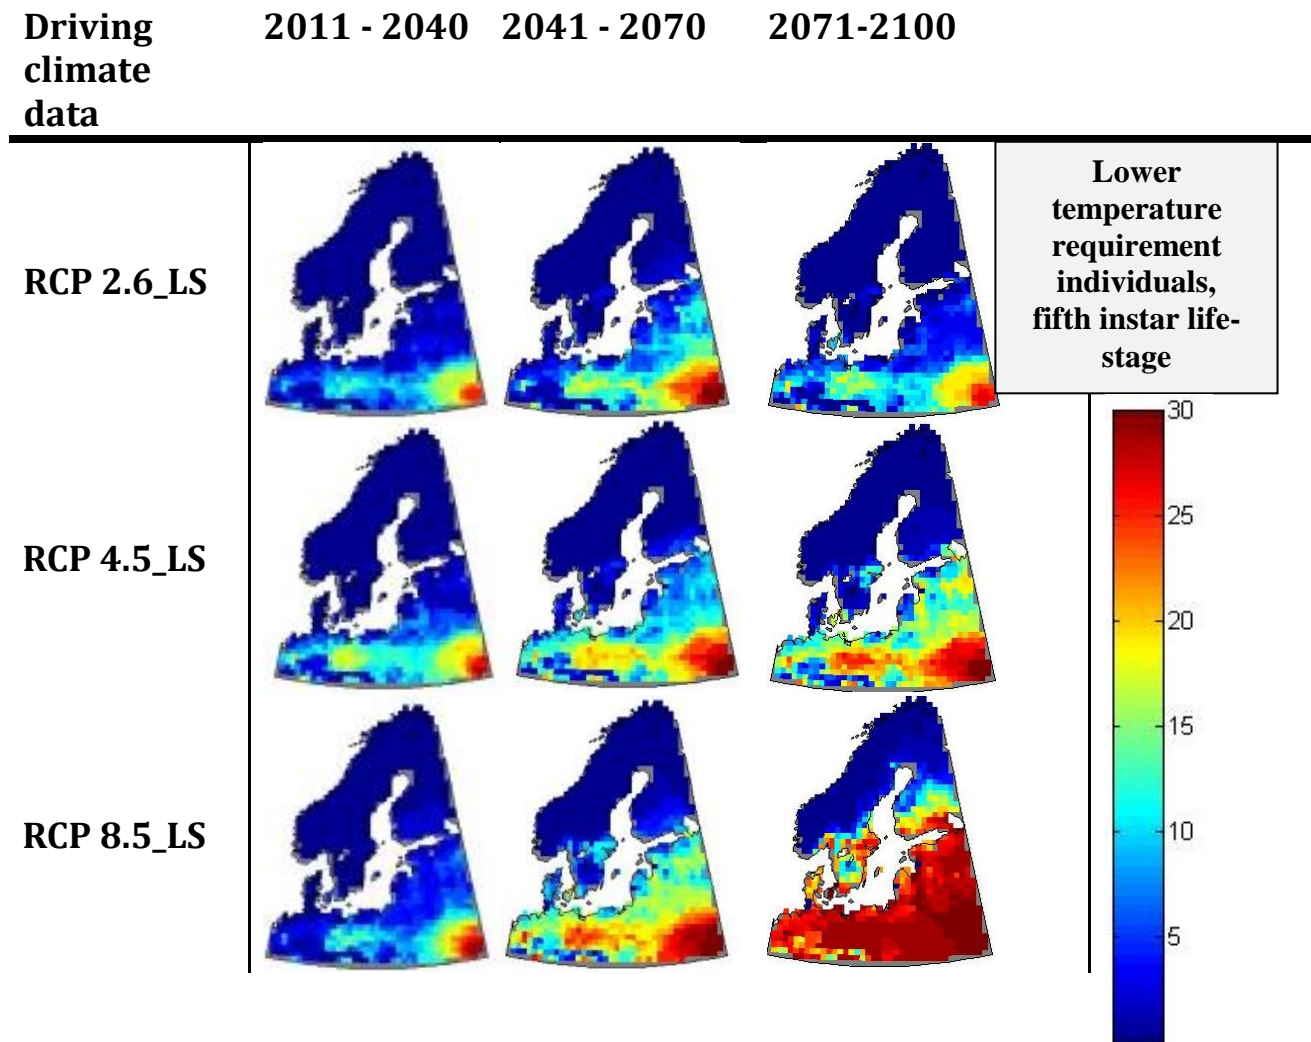 Driving
climate
data
2011 - 2040
2041 - 2070
2071-2100
RCP 2.6_LS
Lower
temperature
requirement
individuals,
fifth instar life-
stage
RCP 4.5_LS
RCP 8.5_LS
30
25
20
15
10
5